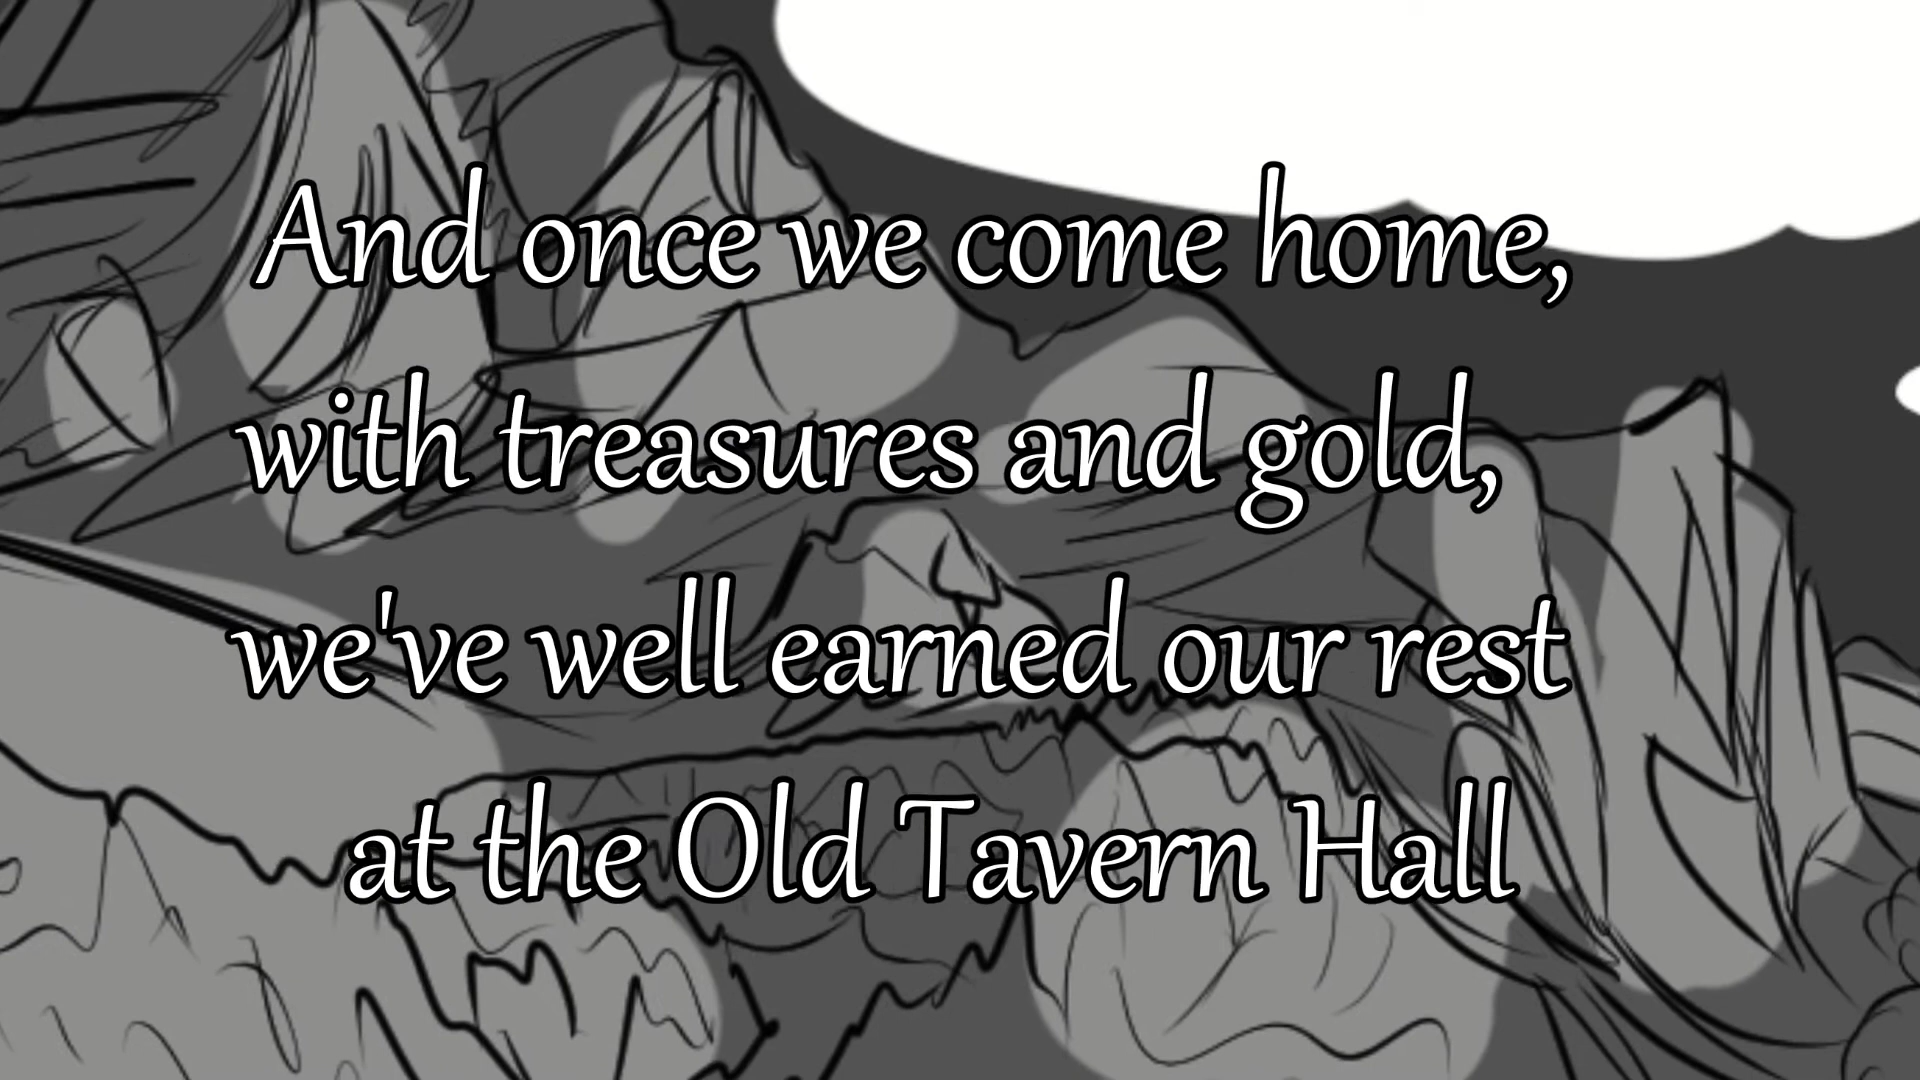 And once we come home,
with treasures and gold,
we've well earned our rest
at the Old Tavern Hall